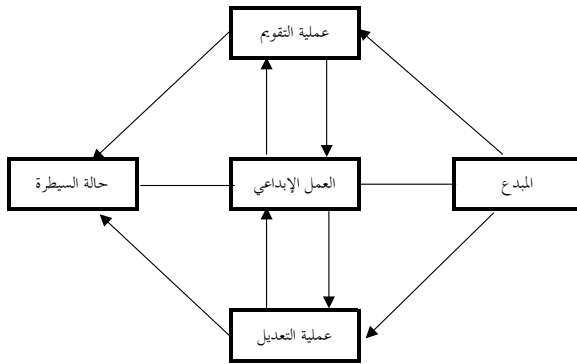 عملية التقويم
المبدع
العمل الإبداعي
حالة السيطرة
عملية التعديل